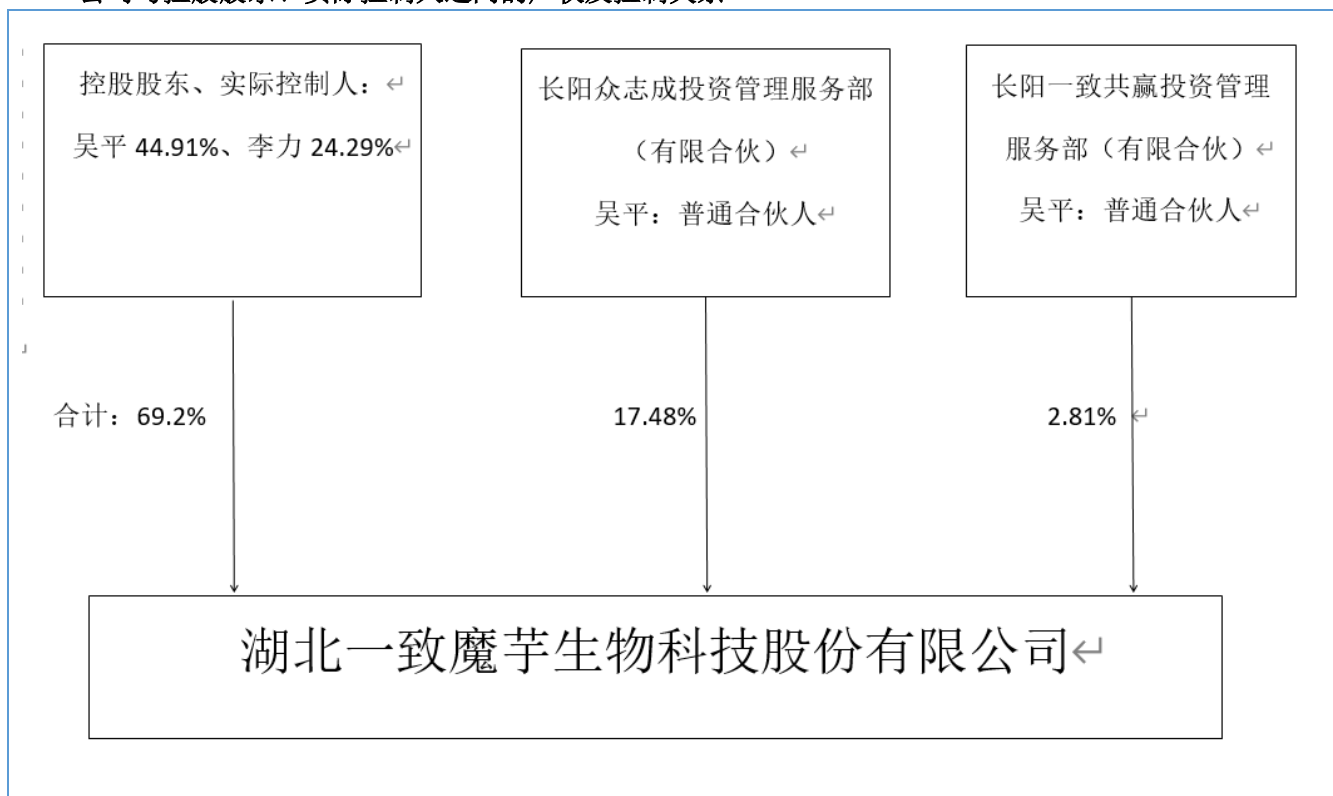 控股股东、实际控制人：
吴平 44.91%、李力 24.29%
长阳众志成投资管理服务部
（有限合伙）
吴平：普通合伙人
长阳一致共赢投资管理
服务部（有限合伙）
吴平：普通合伙人
合计：69.2%
17.48%
2.81%
湖北一致魔芋生物科技股份有限公司